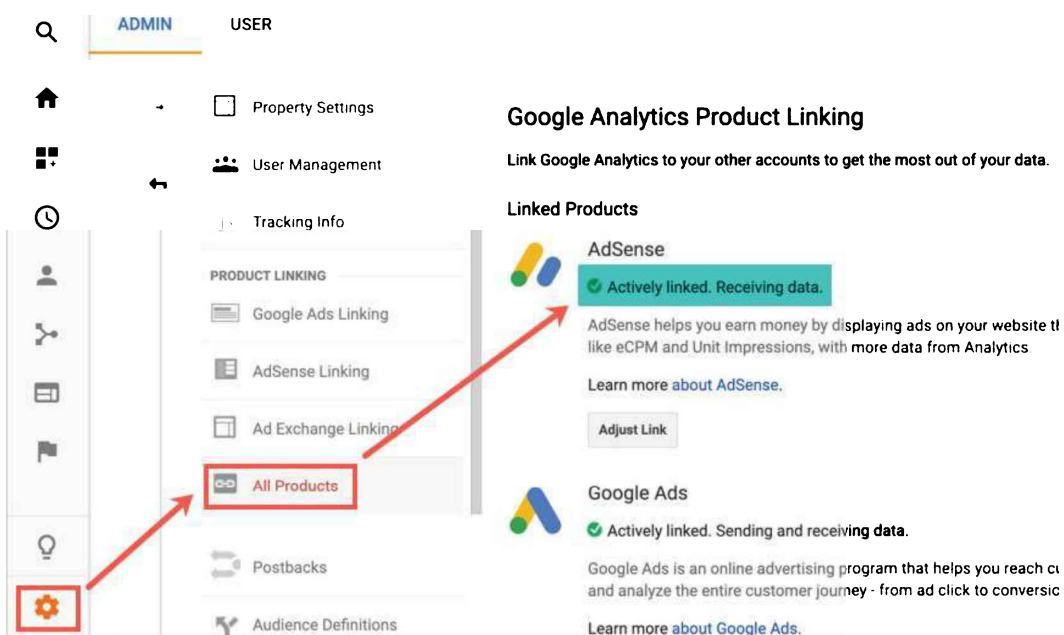 ADMIN
USER
Property Settings
User Management
Tracking Info
PRODUCT LINKING
Google Ads Linking
AdSense Linking
Ad Exchange Linking
All Products
Postbacks
Audience Definitions
Google Analytics Product Linking
Link Google Analytics to your other accounts to get the most out of your data.
Linked Products
AdSense
Actively linked. Receiving data.
AdSense helps you earn money by displaying ads on your website
like eCPM and Unit Impressions, with more data from Analytics.
Learn more about AdSense.
Adjust Link
Google Ads
Actively linked. Sending and receiving data.
Google Ads is an online advertising program that helps you reach
and analyze the entire customer journey - from ad click to
Learn more about Google Ads.